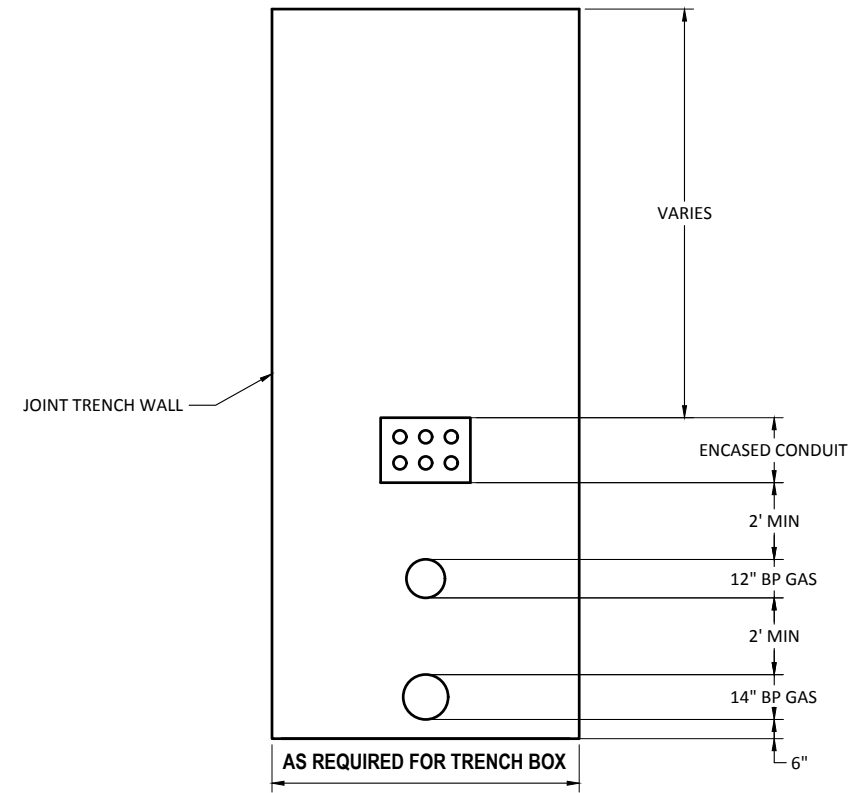 VARIES
JOINT TRENCH WALL
ENCASED CONDUIT
2' MIN
12" BP GAS
2' MIN
14" BP GAS
AS REQUIRED FOR TRENCH BOX
6"